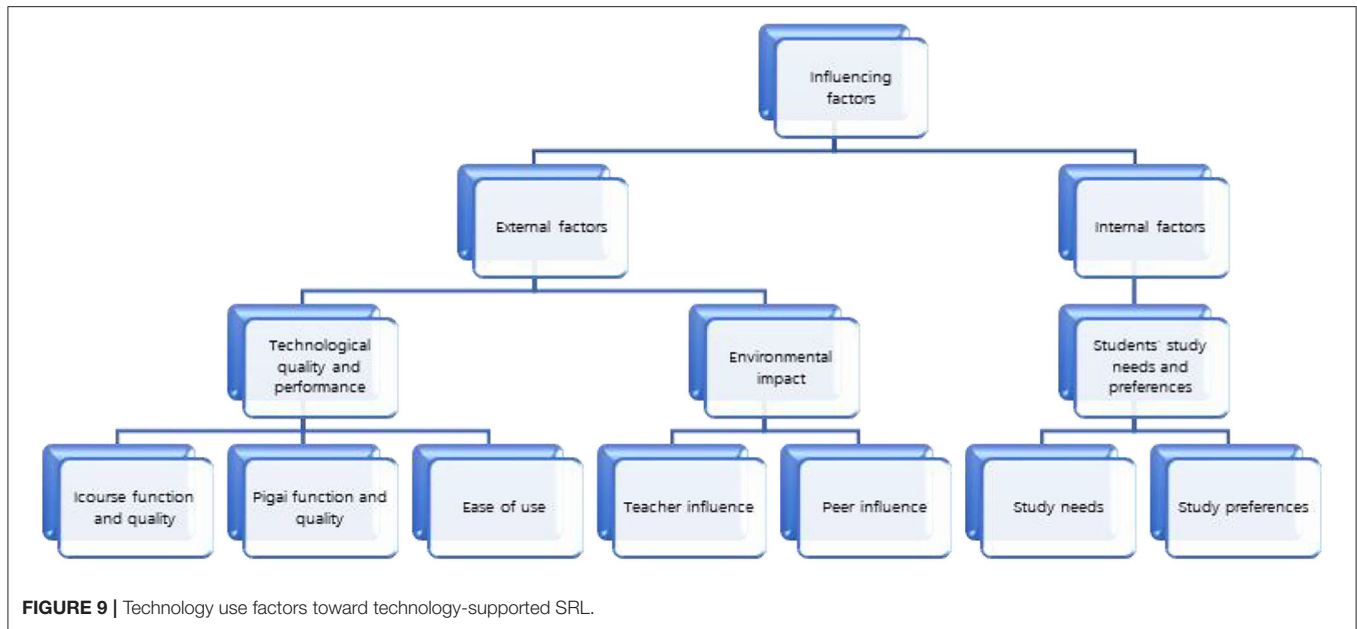 Influencing
factors
External factors
Internal factors
Technological
quality and
performance
Environmental
impact
Students' study
needs and
preferences
Icourse function
and quality
Pigai function and
quality
Ease of use
Teacher influence
Peer influence
Study needs
Study preferences
FIGURE 9 | Technology use factors toward technology-supported SRL.